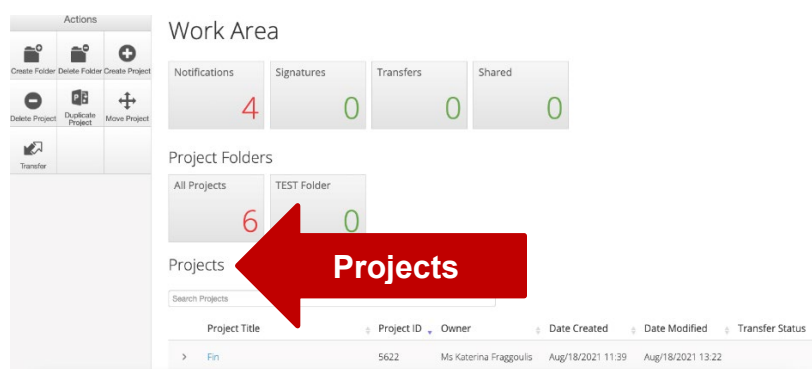 Actions
Create Folder Delete Folder Create Project
Delete Project Duplicate Project Move Project
Transfer
Work Area
Notifications Signatures Transfers Shared
4 0 0 0
Project Folders
All Projects TEST Folder
6 0
Projects
Projects
Search Projects
Project Title Project ID Owner Date Created Date Modified Transfer Status
Fin 5622 Ms Katerina Fraggoulis Aug/18/2021 11:39 Aug/18/2021 13:22